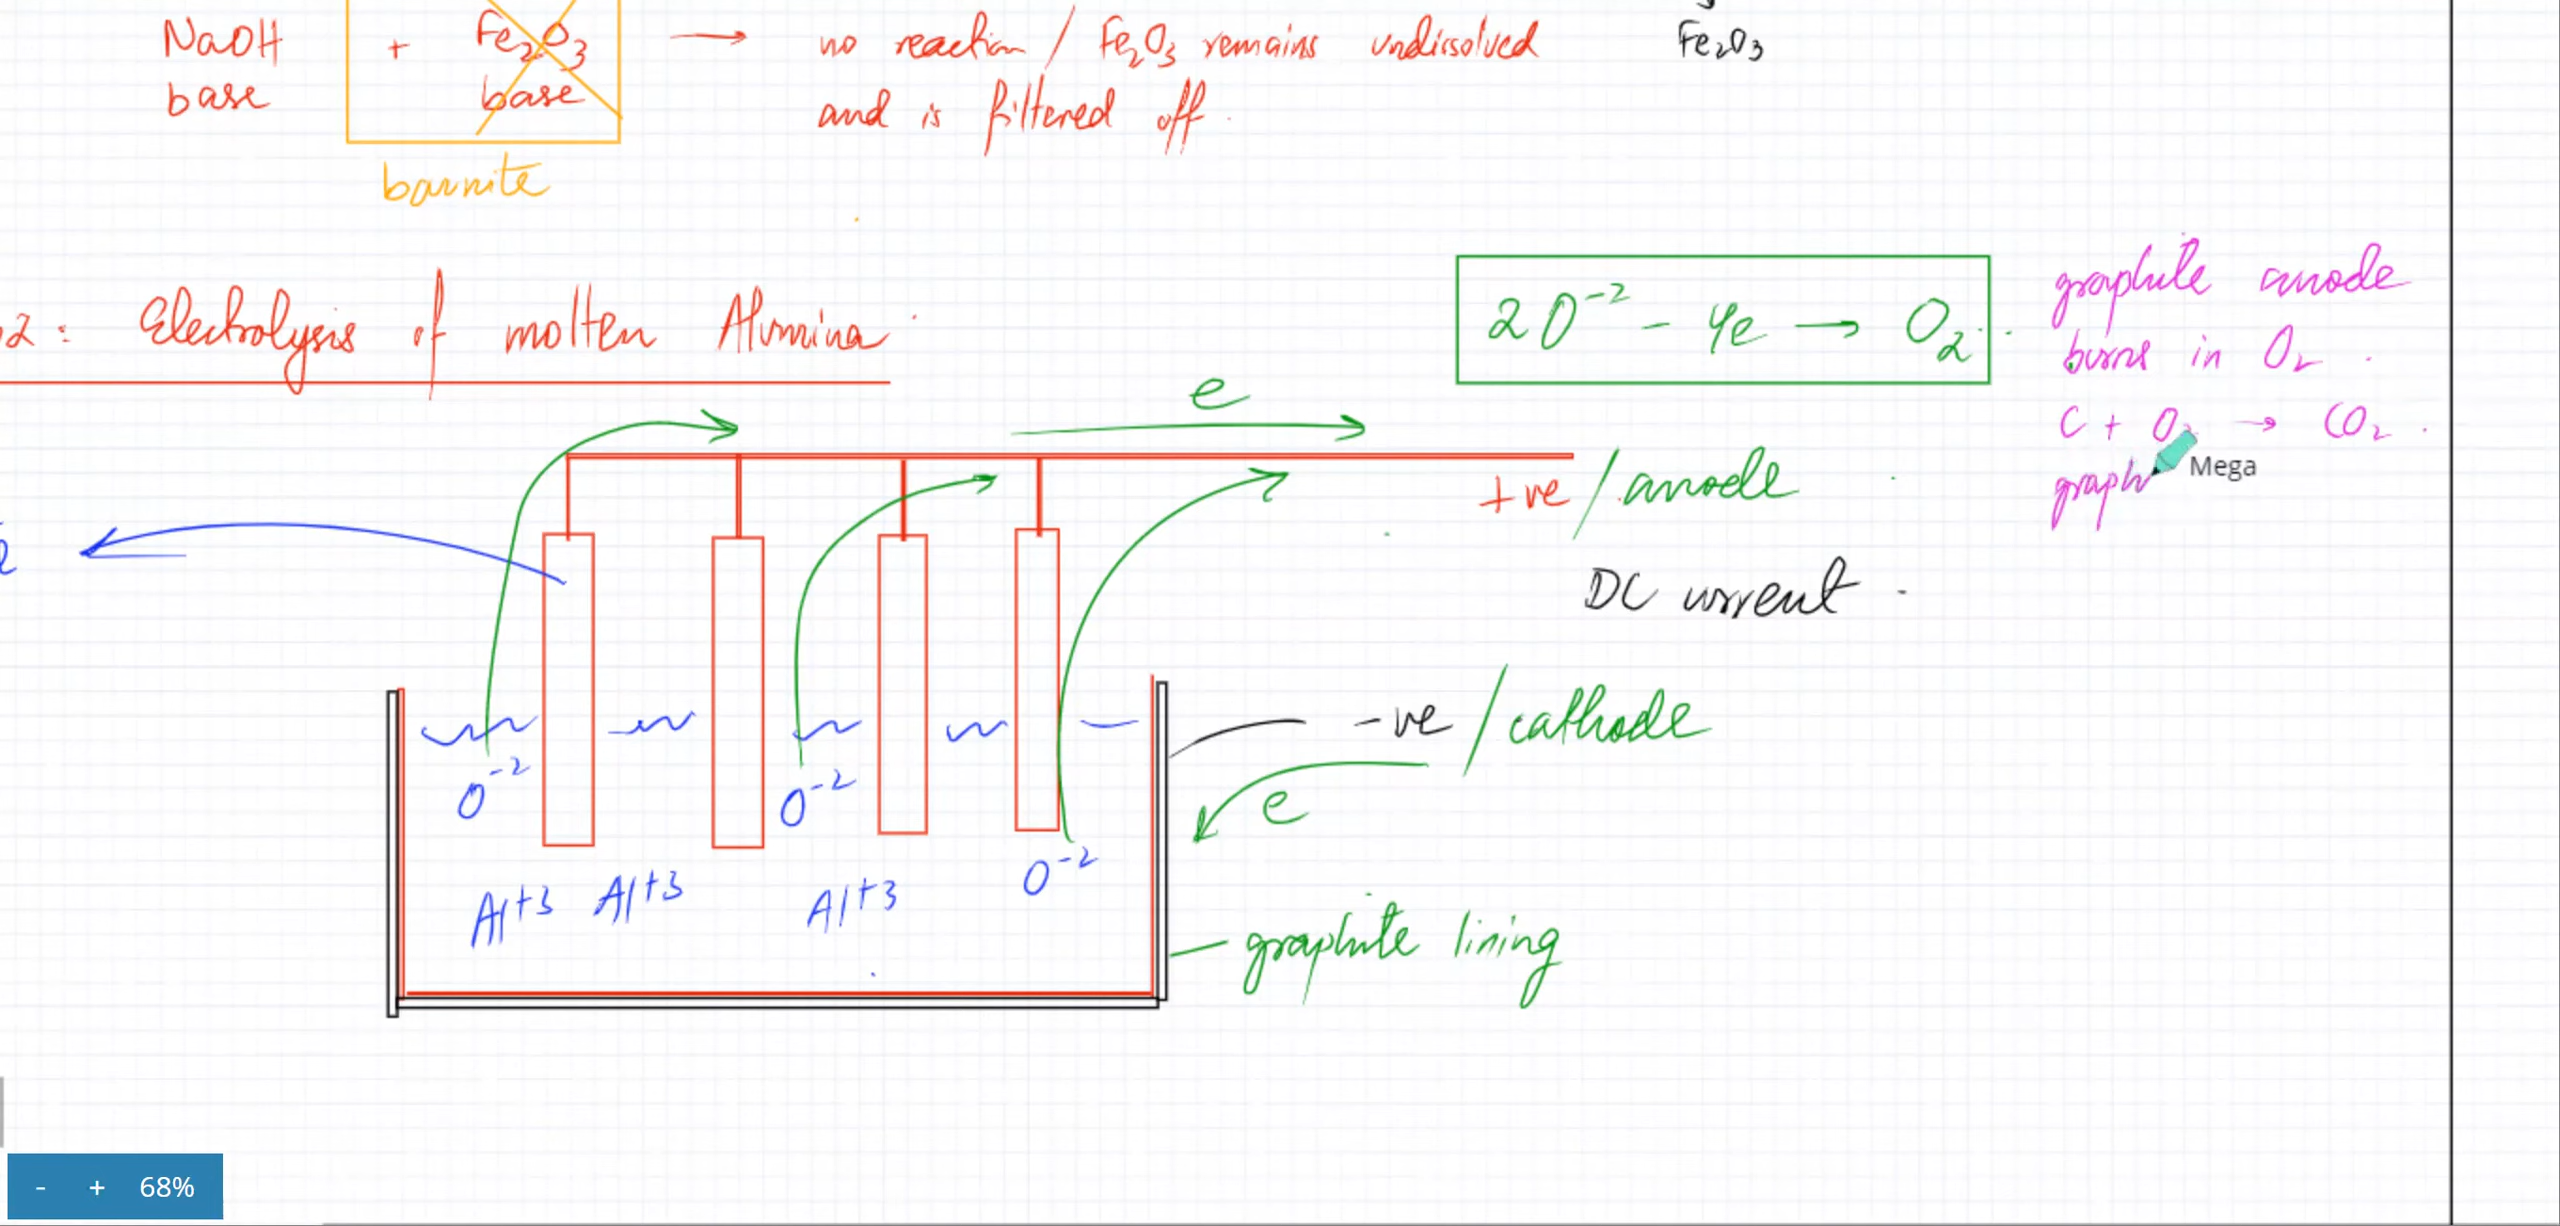 NaOH + Fe₂O₃ → no reaction / Fe₂O₃ remains undissolved
base base and is filtered off.
Fe₂O₃
bauxite
2: Electrolysis of molten Alumina
2O⁻² - 4e → O₂
graphite anode
burns in O₂
C + O₂ → CO₂
graph
Mega
e
+ve / anode
DC current
-ve / cathode
e
O⁻² O⁻² O⁻²
Al+3 Al+3 Al+3
graphite lining
- + 68%